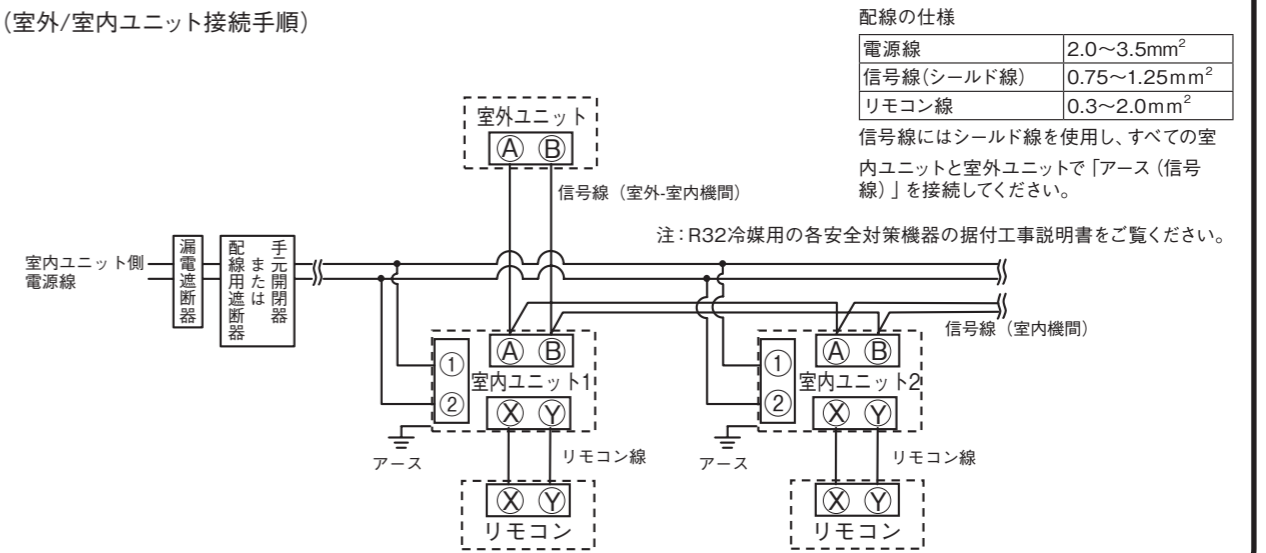 (室外/室内ユニット接続手順)
配線の仕様
電源線 2.0～3.5mm²
信号線(シールド線) 0.75～1.25mm²
リモコン線 0.3～2.0mm²
信号線にはシールド線を使用し、すべての室
内ユニットと室外ユニットで「アース(信号
線)」を接続してください。
注:R32冷媒用の各安全対策機器の据付工事説明書をご覧ください。
室外ユニット
Ⓐ Ⓑ
信号線(室外-室内機間)
室内ユニット側
電源線
漏電遮断器
手元開閉器
または
配線用遮断器
信号線(室内機間)
Ⓐ Ⓑ
①
室内ユニット1
②
Ⓧ Ⓨ
アース
リモコン線
Ⓧ Ⓨ
リモコン
Ⓐ Ⓑ
①
室内ユニット2
②
Ⓧ Ⓨ
アース
リモコン線
Ⓧ Ⓨ
リモコン